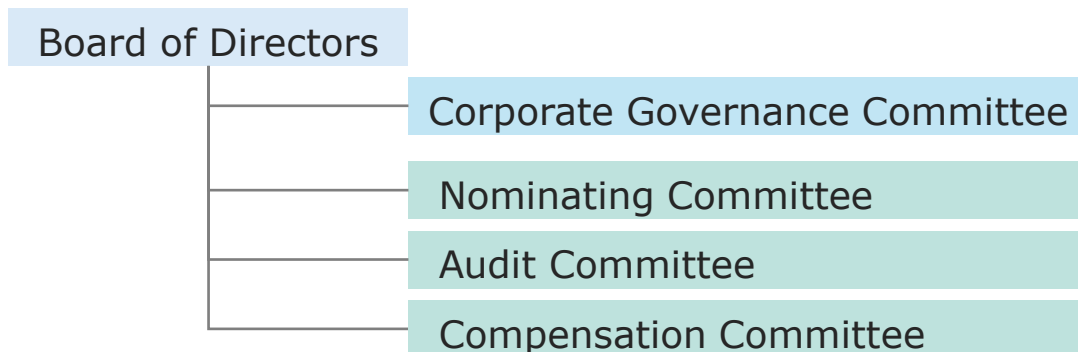 Board of Directors
Corporate Governance Committee
Nominating Committee
Audit Committee
Compensation Committee